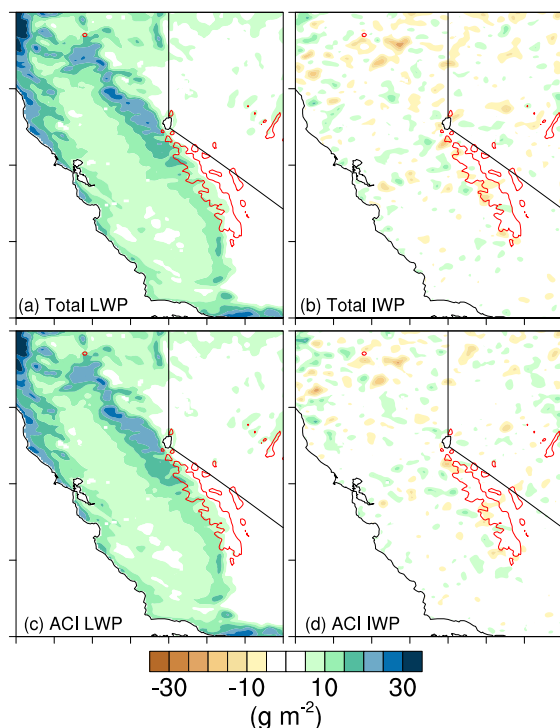 (a) Total LWP
(b) Total IWP
(c) ACI LWP
(d) ACI IWP
-30 -10 10 30
(g m-2)